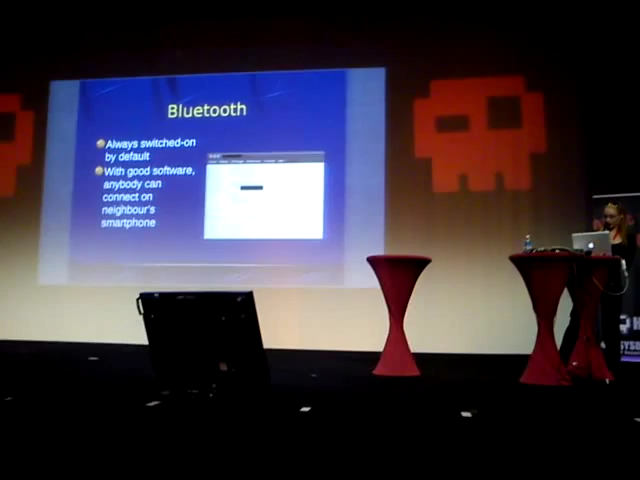 Bluetooth
Always switched-on
by default
With good software,
anybody can
connect on
neighbour's
smartphone